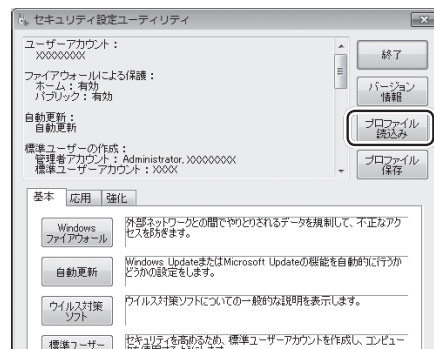 セキュリティ設定ユーティリティ
ユーザーアカウント：
XXXXXXXX
ファイアウォールによる保護：
ホーム：有効
パブリック：有効
自動更新：
自動更新
標準ユーザーの作成：
管理者アカウント：Administrator, XXXXXXXX
標準ユーザーアカウント：XXXX
終了
バージョン
情報
プロファイル
読込み
プロファイル
保存
基本 応用 強化
Windows
ファイアウォール
外部ネットワークとの間でやりとりされるデータを規制して、不正なアク
セスを防ぎます。
自動更新
Windows UpdateまたはMicrosoft Updateの機能を自動的に行うか
どうかの設定をします。
ウイルス対策
ソフト
ウイルス対策ソフトについての一般的な説明を表示します。
標準ユーザー
セキュリティを高めるため、標準ユーザーアカウントを作成し、コンピュー